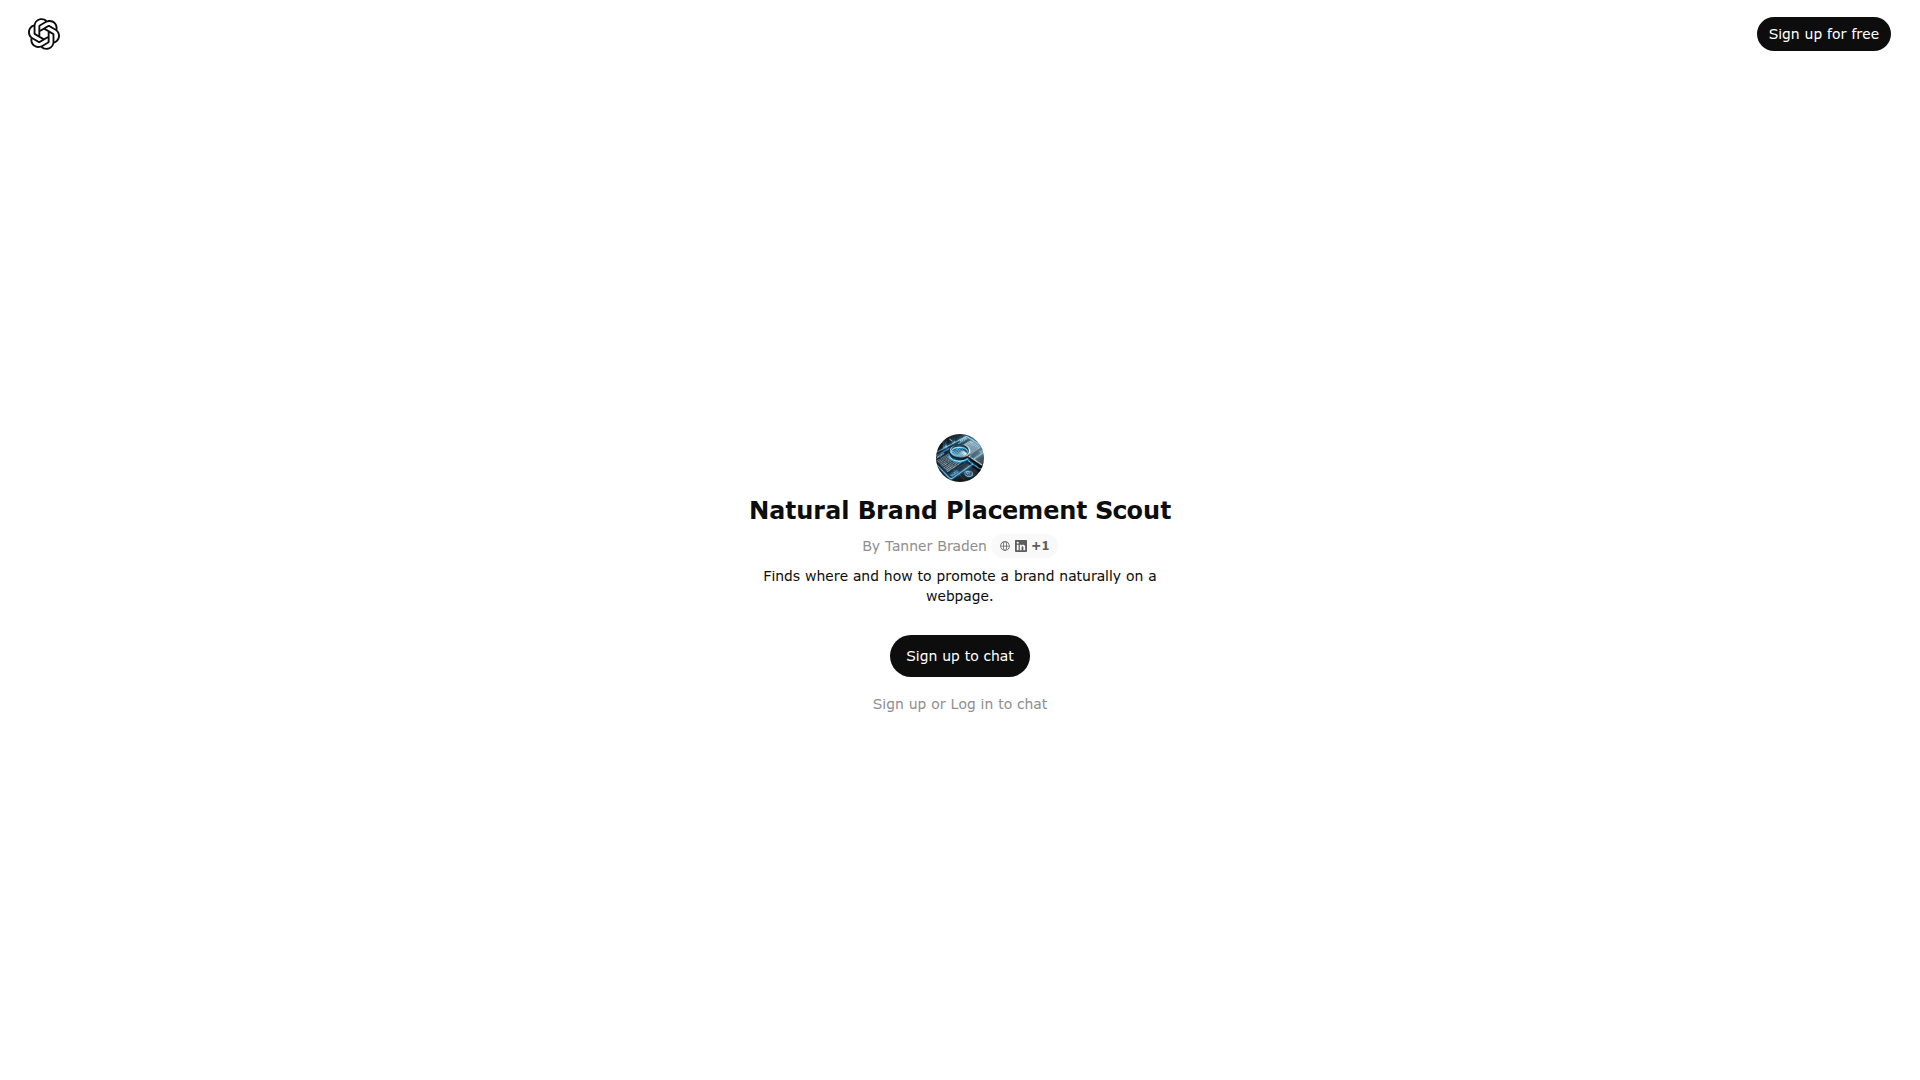 Sign up for free
Natural Brand Placement Scout
By Tanner Braden +1
Finds where and how to promote a brand naturally on a
webpage.
Sign up to chat
Sign up or Log in to chat